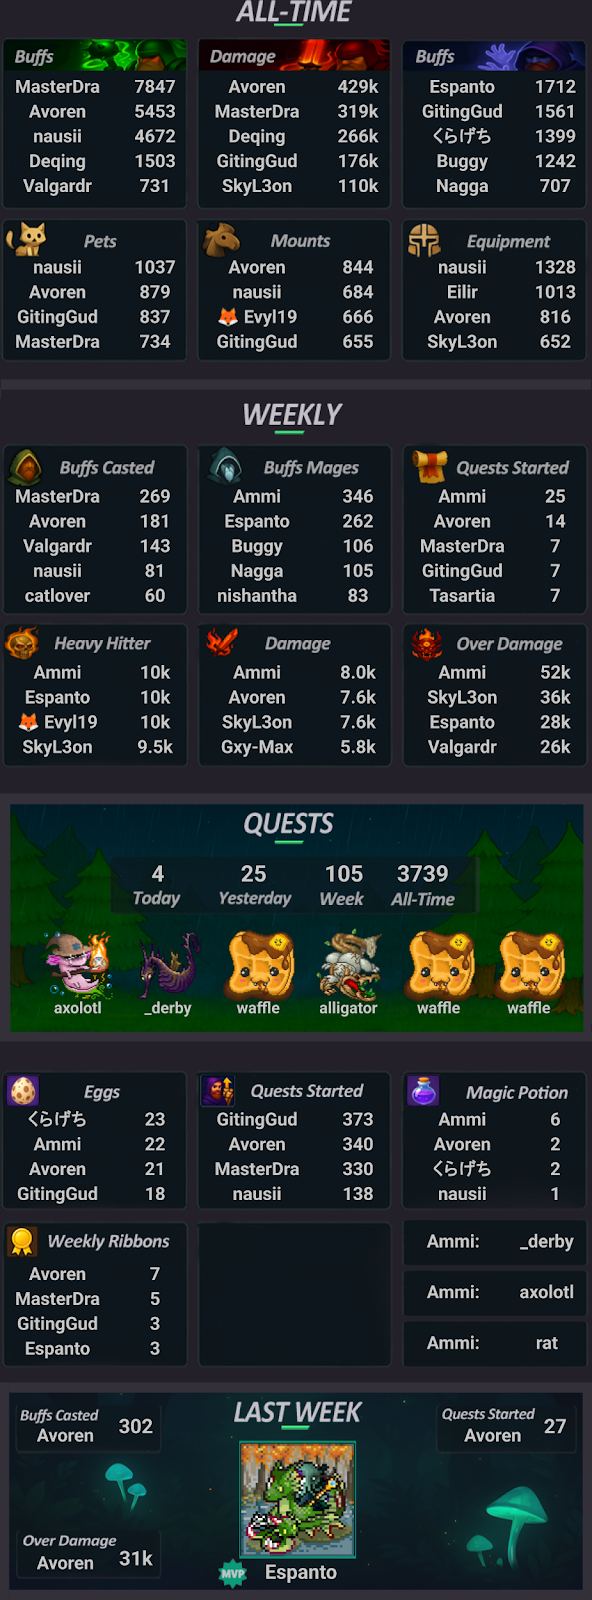 ALL-TIME
Buffs
MasterDra 7847
Avoren 5453
nausii 4672
Deqing 1503
Valgardr 731
Damage
Avoren 429k
MasterDra 319k
Deqing 266k
GitingGud 176k
SkyL3on 110k
Buffs
Espanto 1712
GitingGud 1561
くらげち 1399
Buggy 1242
Nagga 707
Pets
nausii 1037
Avoren 879
GitingGud 837
MasterDra 734
Mounts
Avoren 844
nausii 684
🦊 Evyl19 666
GitingGud 655
Equipment
nausii 1328
Eilir 1013
Avoren 816
SkyL3on 652
WEEKLY
Buffs Casted
MasterDra 269
Avoren 181
Valgardr 143
nausii 81
catlover 60
Buffs Mages
Ammi 346
Espanto 262
Buggy 106
Nagga 105
nishantha 83
Quests Started
Ammi 25
Avoren 14
MasterDra 7
GitingGud 7
Tasartia 7
Heavy Hitter
Ammi 10k
Espanto 10k
🦊 Evyl19 10k
SkyL3on 9.5k
Damage
Ammi 8.0k
Avoren 7.6k
SkyL3on 7.6k
Gxy-Max 5.8k
Over Damage
Ammi 52k
SkyL3on 36k
Espanto 28k
Valgardr 26k
QUESTS
4 25 105 3739
Today Yesterday Week All-Time
axolotl _derby waffle alligator waffle waffle
Eggs
くらげち 23
Ammi 22
Avoren 21
GitingGud 18
Quests Started
GitingGud 373
Avoren 340
MasterDra 330
nausii 138
Magic Potion
Ammi 6
Avoren 2
くらげち 2
nausii 1
Weekly Ribbons
Avoren 7
MasterDra 5
GitingGud 3
Espanto 3
Ammi: _derby
Ammi: axolotl
Ammi: rat
LAST WEEK
Buffs Casted
Avoren 302
Quests Started
Avoren 27
Over Damage
Avoren 31k
MVP Espanto